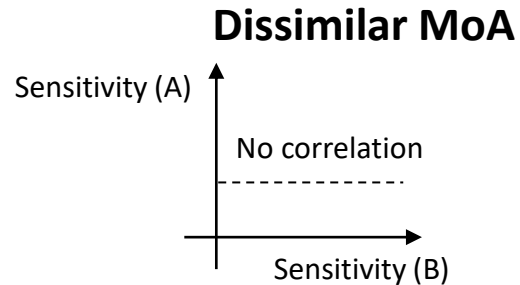 Dissimilar MoA
Sensitivity (A)
No correlation
Sensitivity (B)